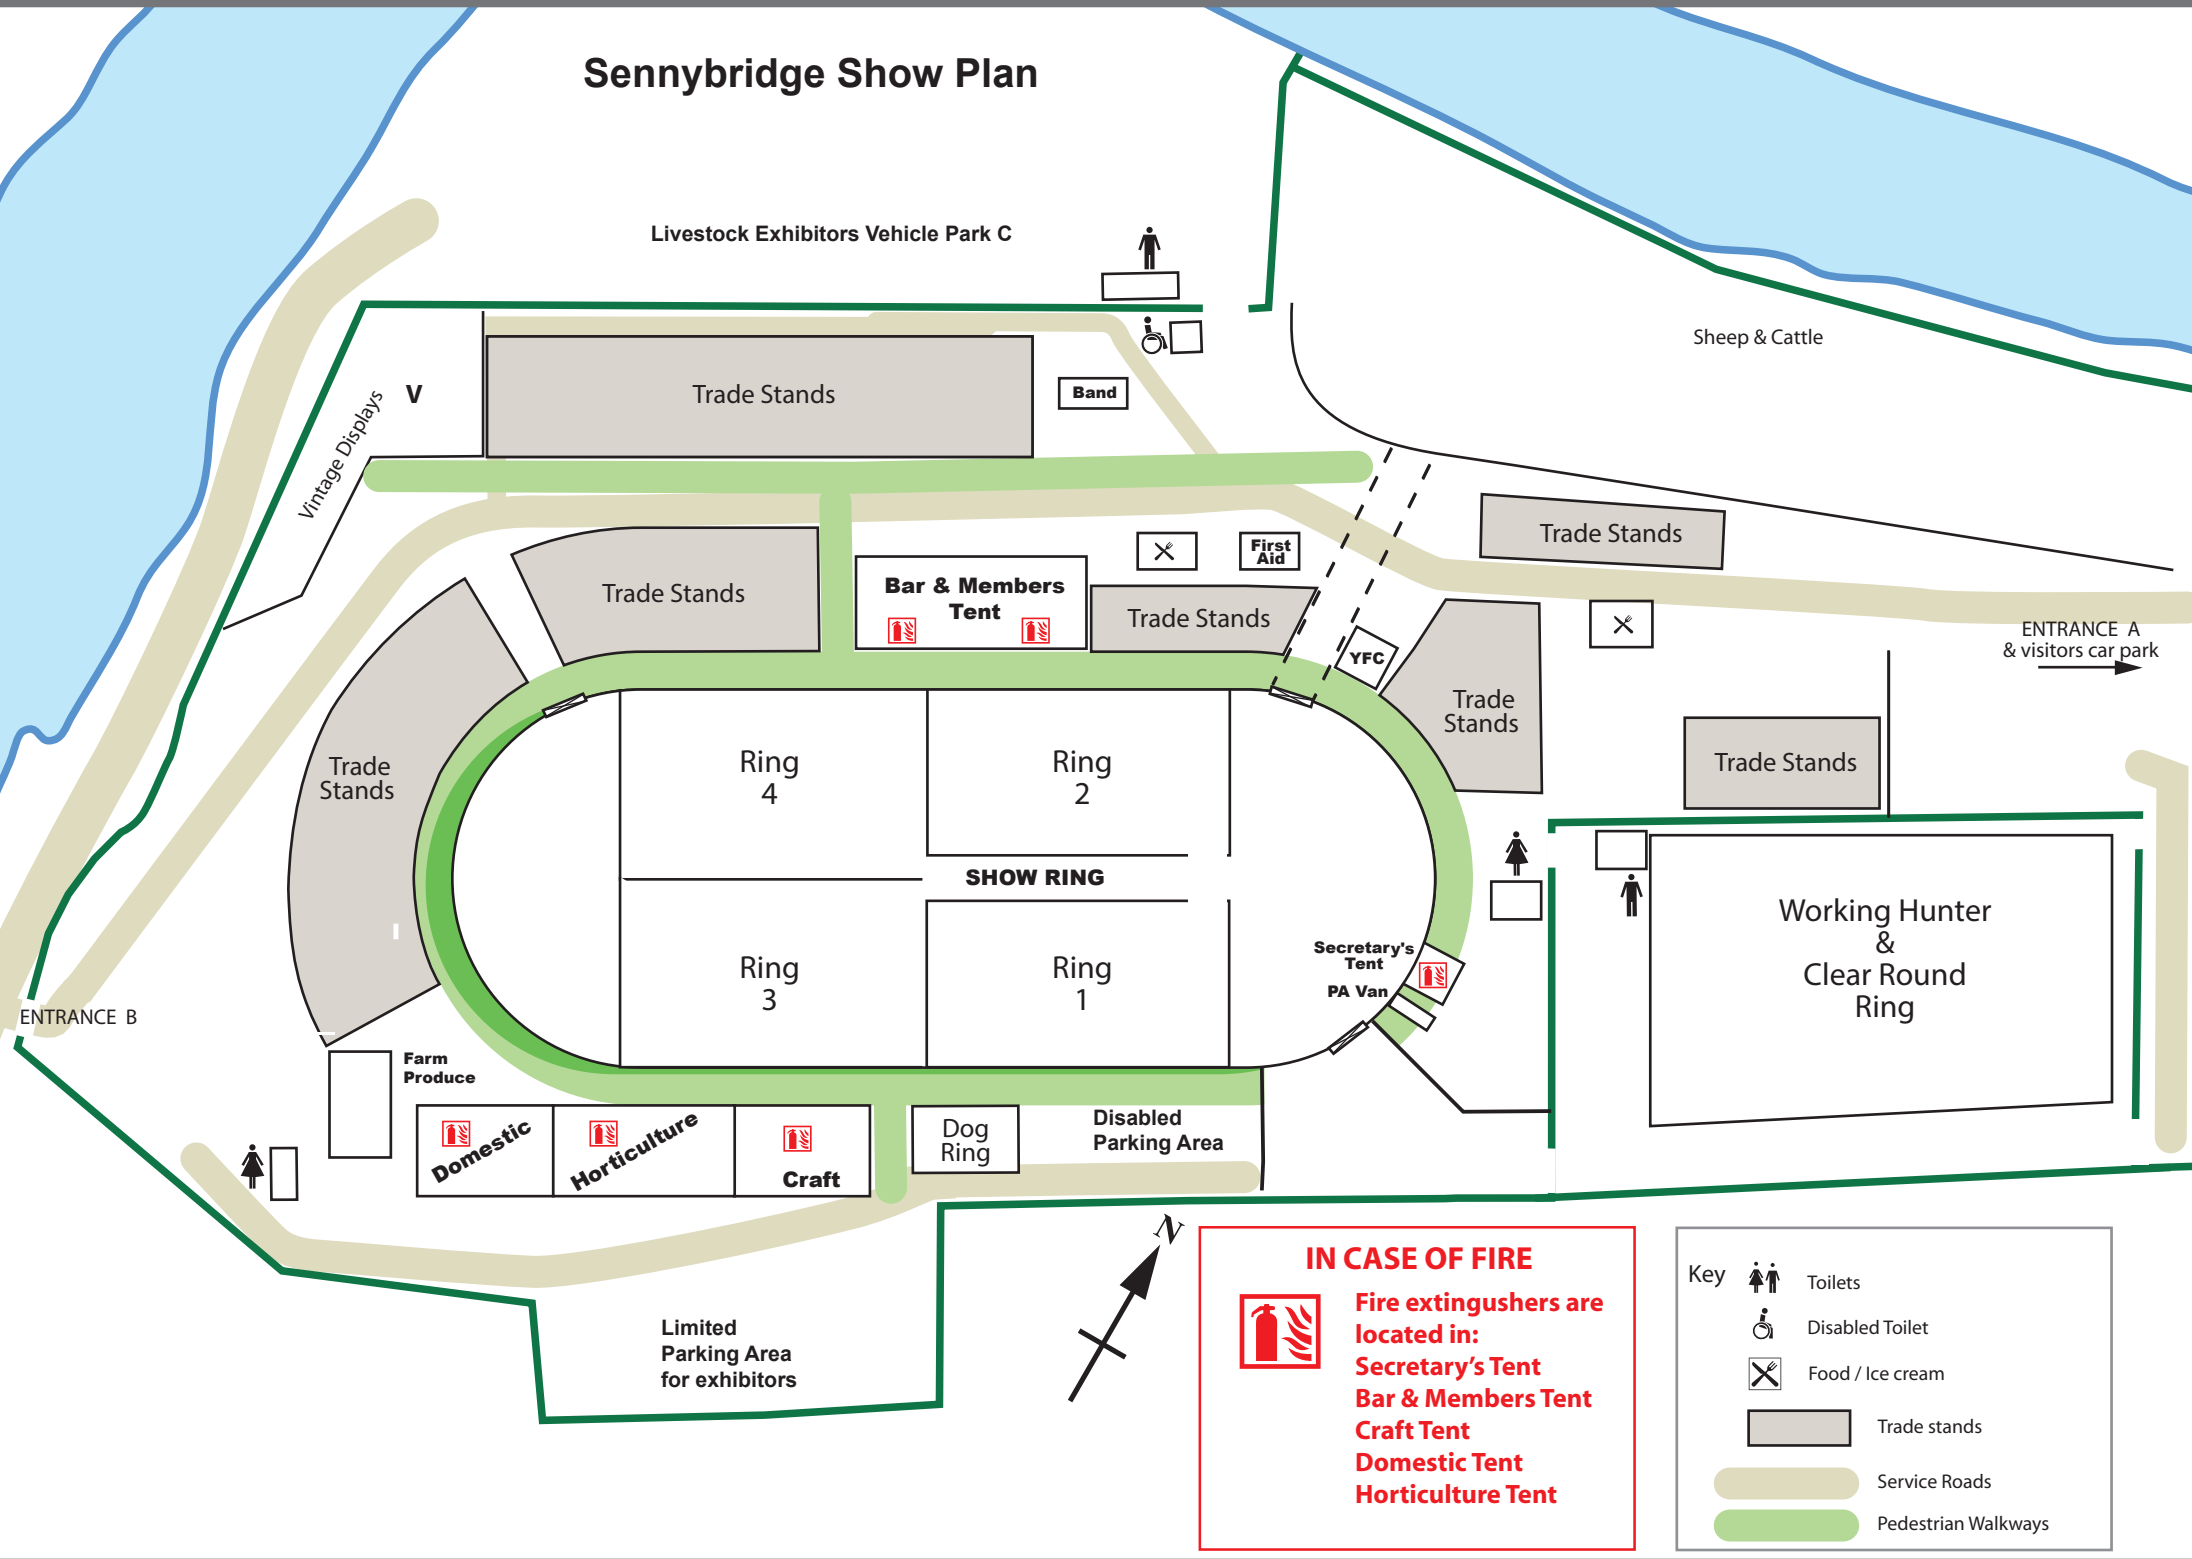 Sennybridge Show Plan
Livestock Exhibitors Vehicle Park C
Sheep & Cattle
V
Vintage Displays
Trade Stands
Band
Trade Stands
First
Aid
Bar & Members
Tent
Trade Stands
Trade Stands
YFC
ENTRANCE A
& visitors car park
Trade
Stands
Trade Stands
Trade
Stands
Ring
4
Ring
2
SHOW RING
Ring
3
Ring
1
Secretary's
Tent
PA Van
Working Hunter
&
Clear Round
Ring
ENTRANCE B
Farm
Produce
Domestic
Horticulture
Craft
Dog
Ring
Disabled
Parking Area
Limited
Parking Area
for exhibitors
N
IN CASE OF FIRE
Fire extingushers are
located in:
Secretary’s Tent
Bar & Members Tent
Craft Tent
Domestic Tent
Horticulture Tent
Key
Toilets
Disabled Toilet
Food / Ice cream
Trade stands
Service Roads
Pedestrian Walkways